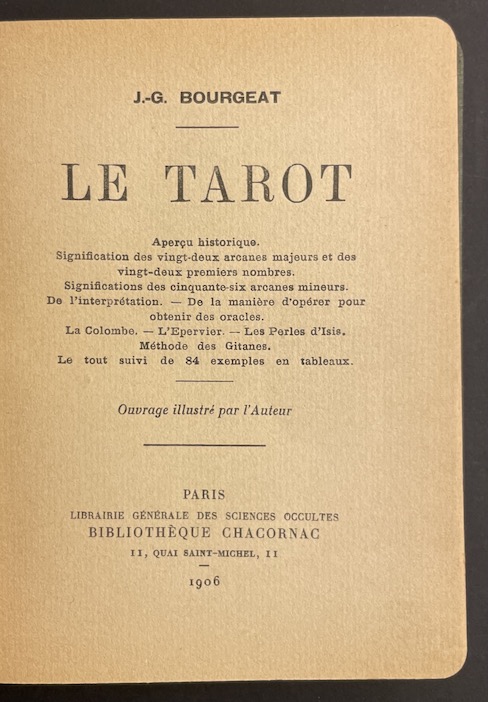 J.-G. BOURGEAT
LE TAROT
Aperçu historique.
Signification des vingt-deux arcanes majeurs et des
vingt-deux premiers nombres.
Significations des cinquante-six arcanes mineurs.
De l'interprétation. — De la manière d'opérer pour
obtenir des oracles.
La Colombe. — L'Epervier. — Les Perles d'Isis.
Méthode des Gitanes.
Le tout suivi de 84 exemples en tableaux.
Ouvrage illustré par l'Auteur
PARIS
LIBRAIRIE GÉNÉRALE DES SCIENCES OCCULTES
BIBLIOTHÈQUE CHACORNAC
11, QUAI SAINT-MICHEL, 11
1906